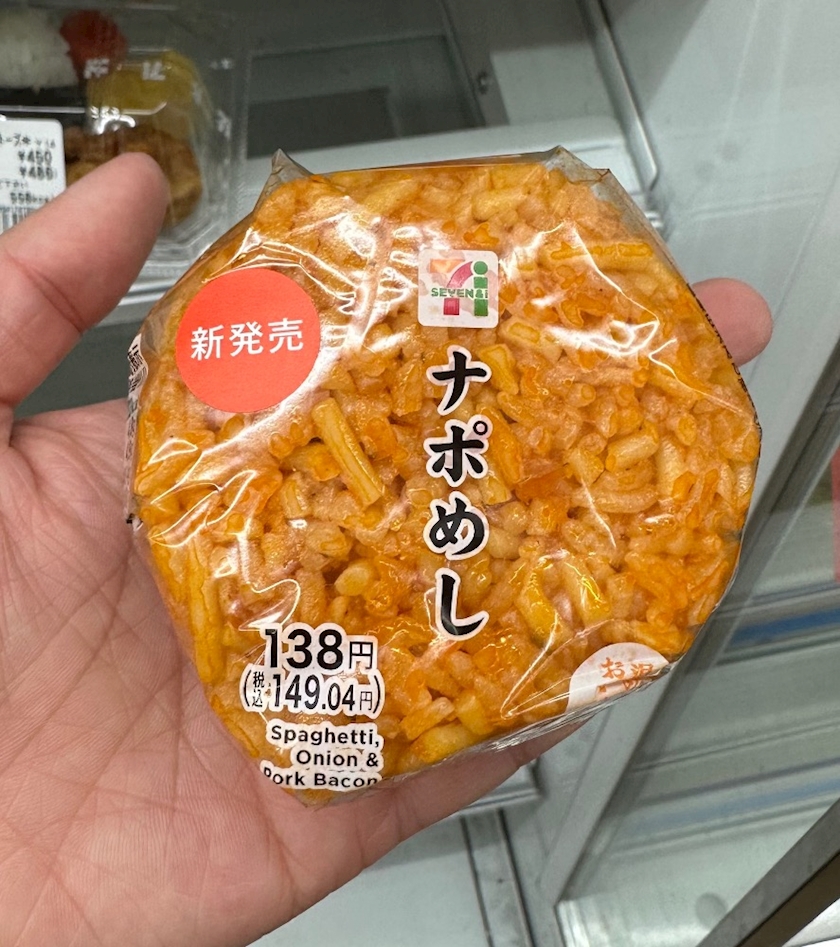 ¥450
新発売
SEVEN&i
ナポめし
138円
(税込149.04円)
Spaghetti,
Onion &
Pork Bacon